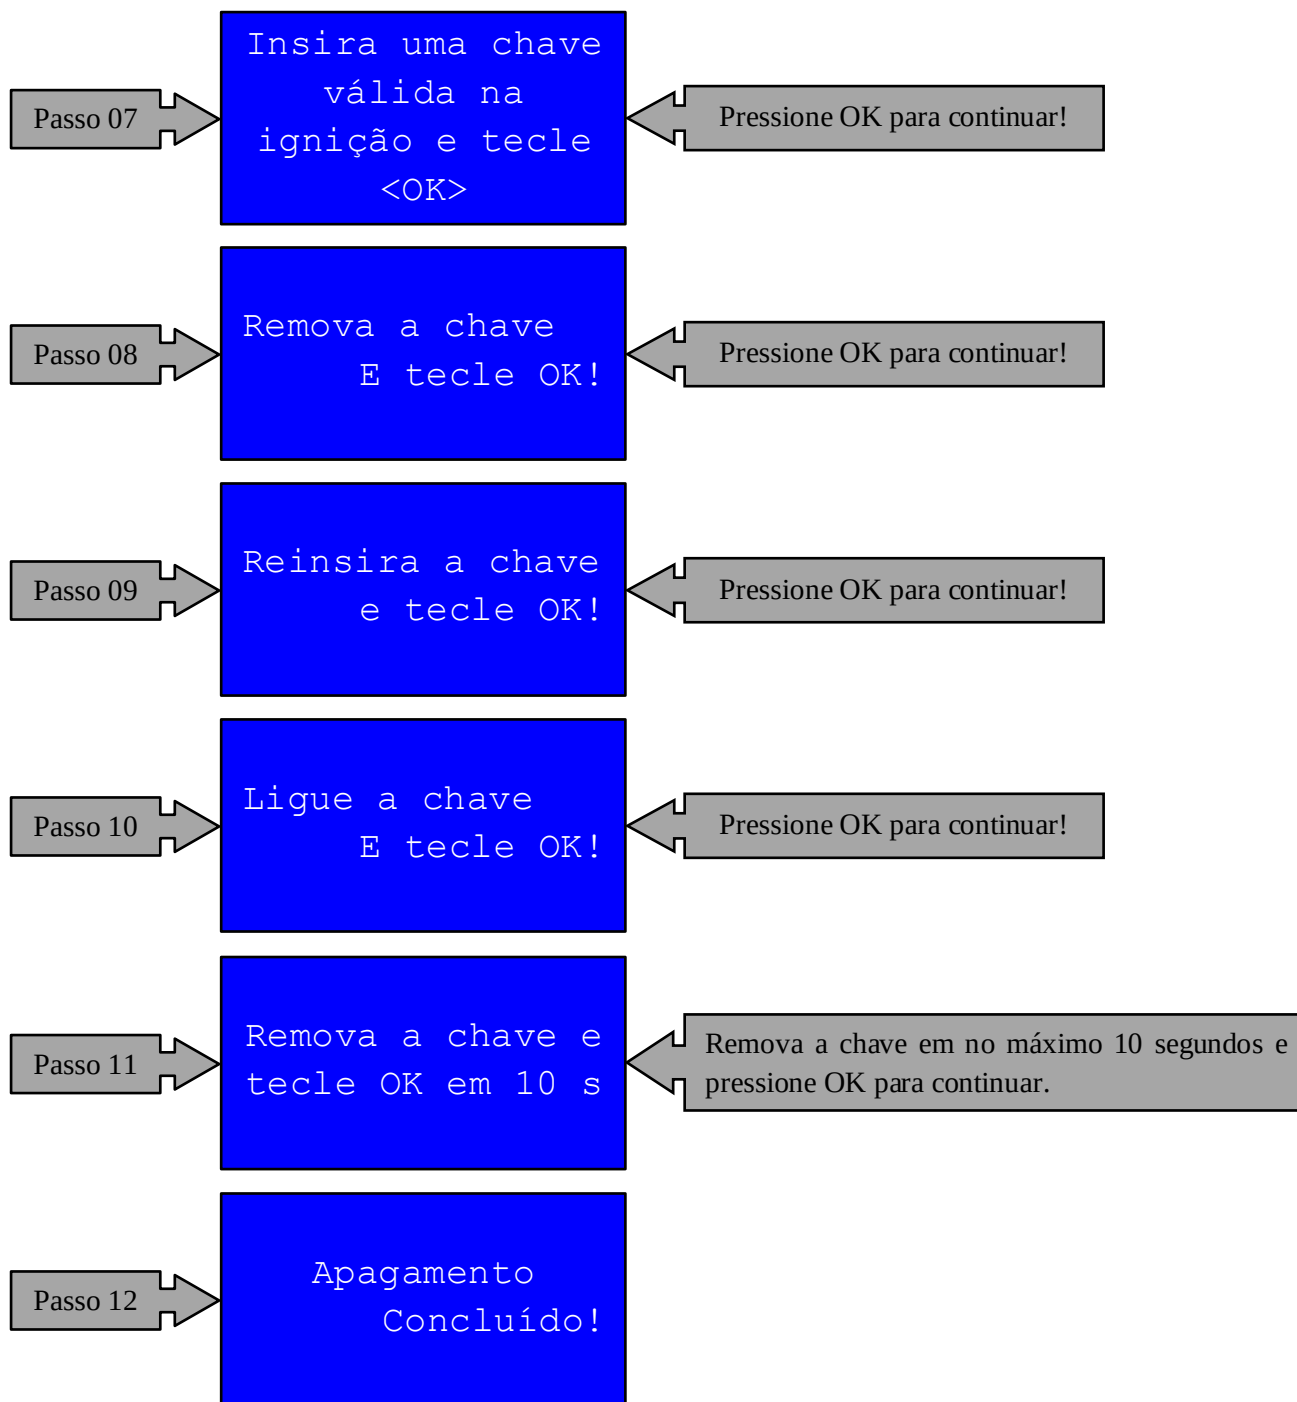 Passo 07
Insira uma chave
válida na
ignição e tecle
<OK>
Pressione OK para continuar!
Passo 08
Remova a chave
E tecle OK!
Pressione OK para continuar!
Passo 09
Reinsira a chave
e tecle OK!
Pressione OK para continuar!
Passo 10
Ligue a chave
E tecle OK!
Pressione OK para continuar!
Passo 11
Remova a chave e
tecle OK em 10 s
Remova a chave em no máximo 10 segundos e
pressione OK para continuar.
Passo 12
Apagamento
Concluído!